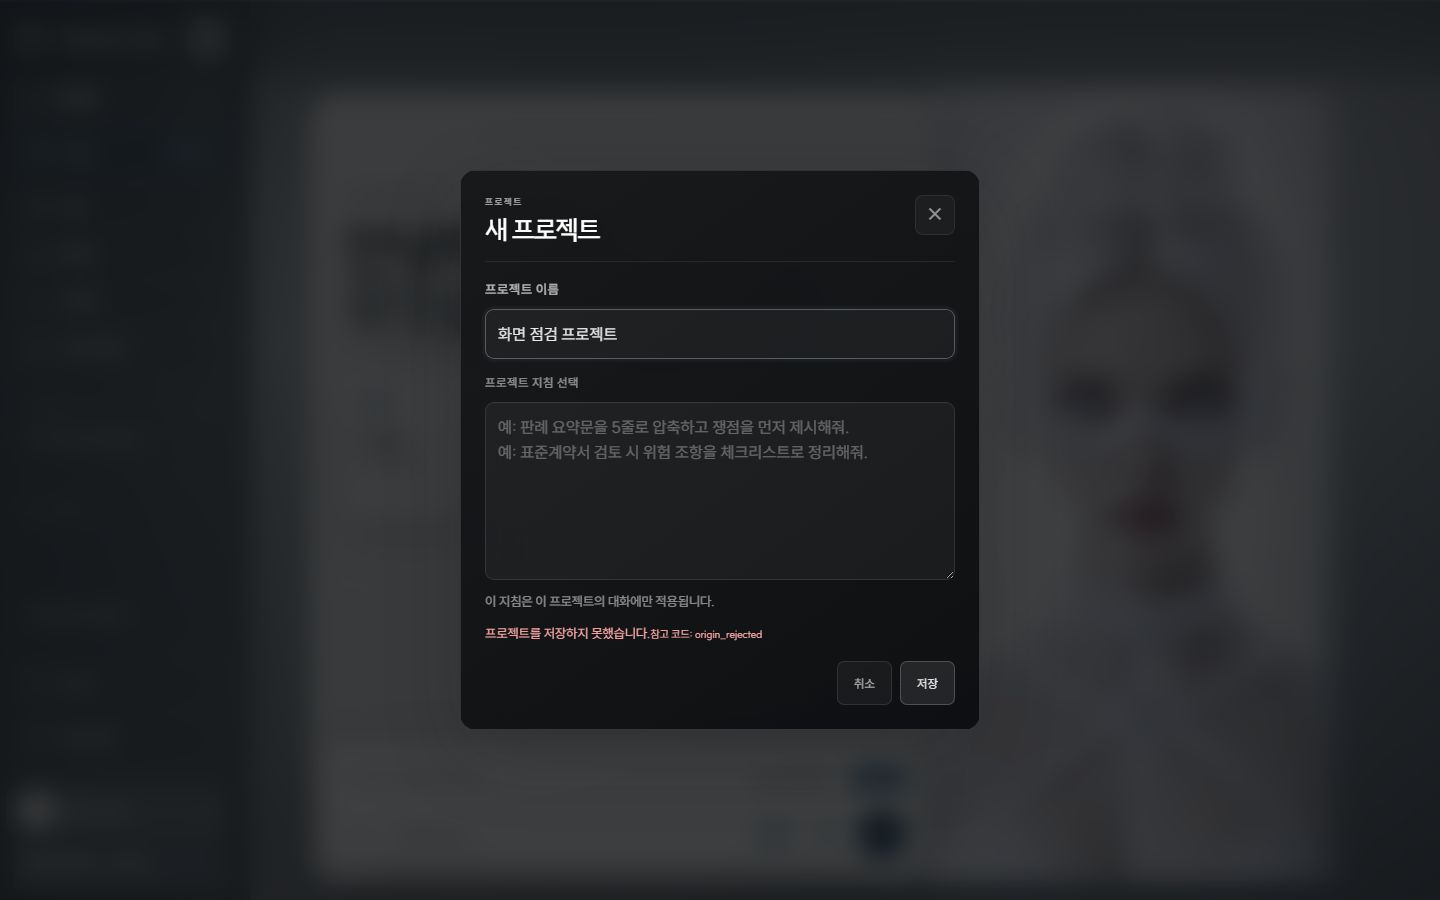 프로젝트
새 프로젝트
프로젝트 이름
화면 점검 프로젝트
프로젝트 지침 선택
예: 판례 요약문을 5줄로 압축하고 쟁점을 먼저 제시해줘.
예: 표준계약서 검토 시 위험 조항을 체크리스트로 정리해줘.
이 지침은 이 프로젝트의 대화에만 적용됩니다.
프로젝트를 저장하지 못했습니다.참고 코드: origin_rejected
취소 저장